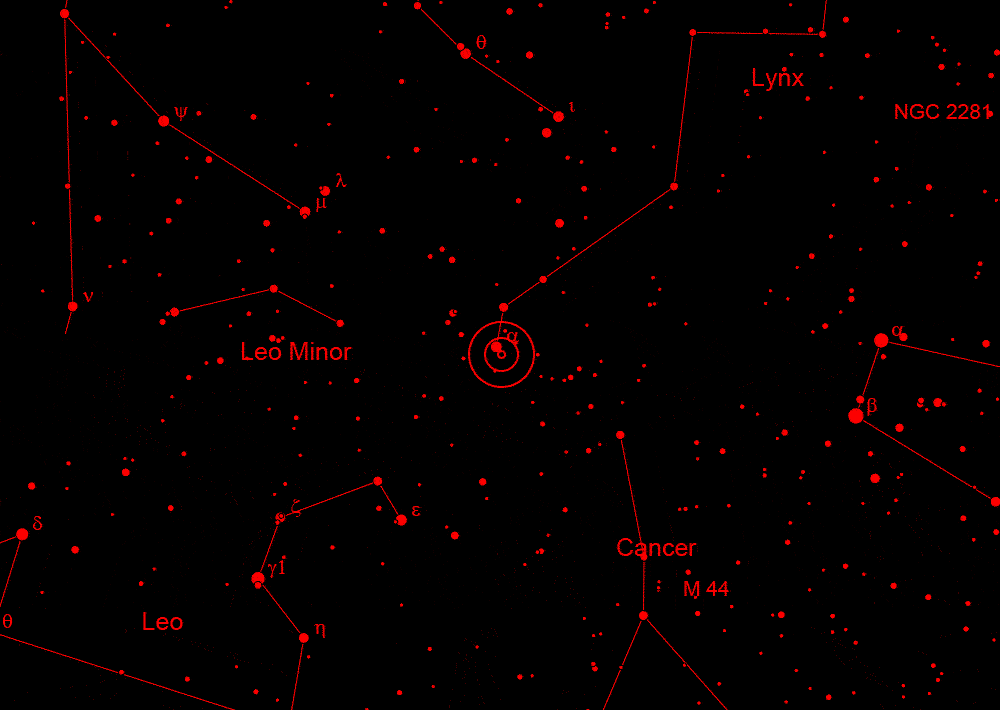 θ
Lynx
ι
NGC 2281
ψ
λ
μ
ν
α
α
Leo Minor
β
ζ
ε
δ
Cancer
γ1
M 44
Leo
θ
η